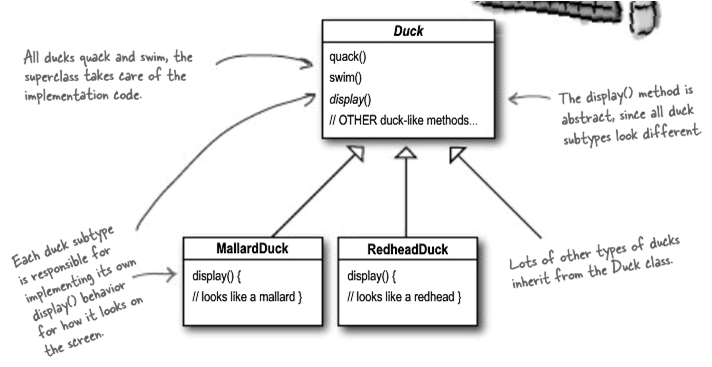 Duck
quack()
swim()
display()
// OTHER duck-like methods...
All ducks quack and swim, the
superclass takes care of the
implementation code.
The display() method is
abstract, since all duck
subtypes look different.
Each duck subtype
is responsible for
implementing its own
display() behavior
for how it looks on
the screen.
MallardDuck
display() {
// looks like a mallard }
RedheadDuck
display() {
// looks like a redhead }
Lots of other types of ducks
inherit from the Duck class.